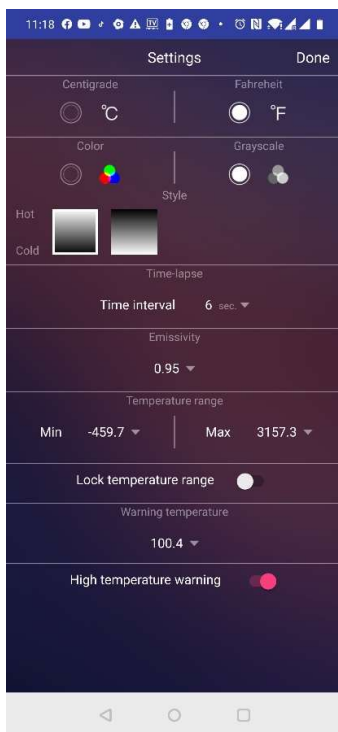 11:18
Settings Done
Centigrade Fahreheit
°C °F
Color Grayscale
Style
Hot
Cold
Time-lapse
Time interval 6 sec.
Emissivity
0.95
Temperature range
Min -459.7 Max 3157.3
Lock temperature range
Warning temperature
100.4
High temperature warning